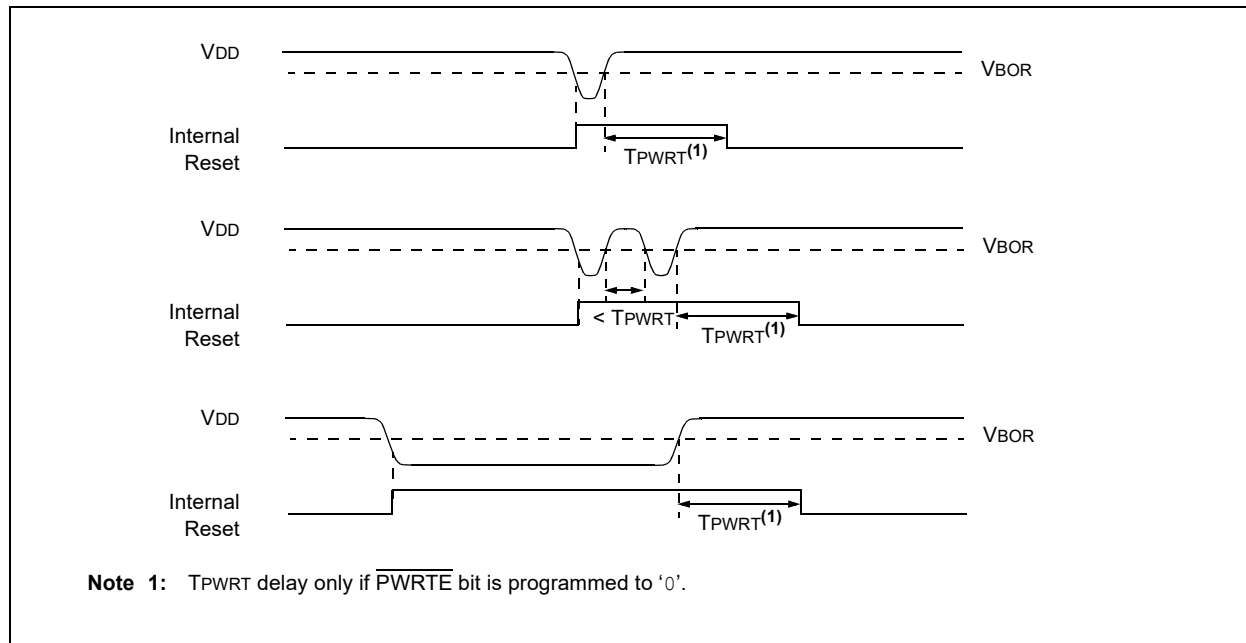 VDD
VBOR
Internal
Reset
TPWRT(1)
VDD
VBOR
Internal
Reset
< TPWRT
TPWRT(1)
VDD
VBOR
Internal
Reset
TPWRT(1)
Note 1: TPWRT delay only if PWRTE bit is programmed to ‘0’.